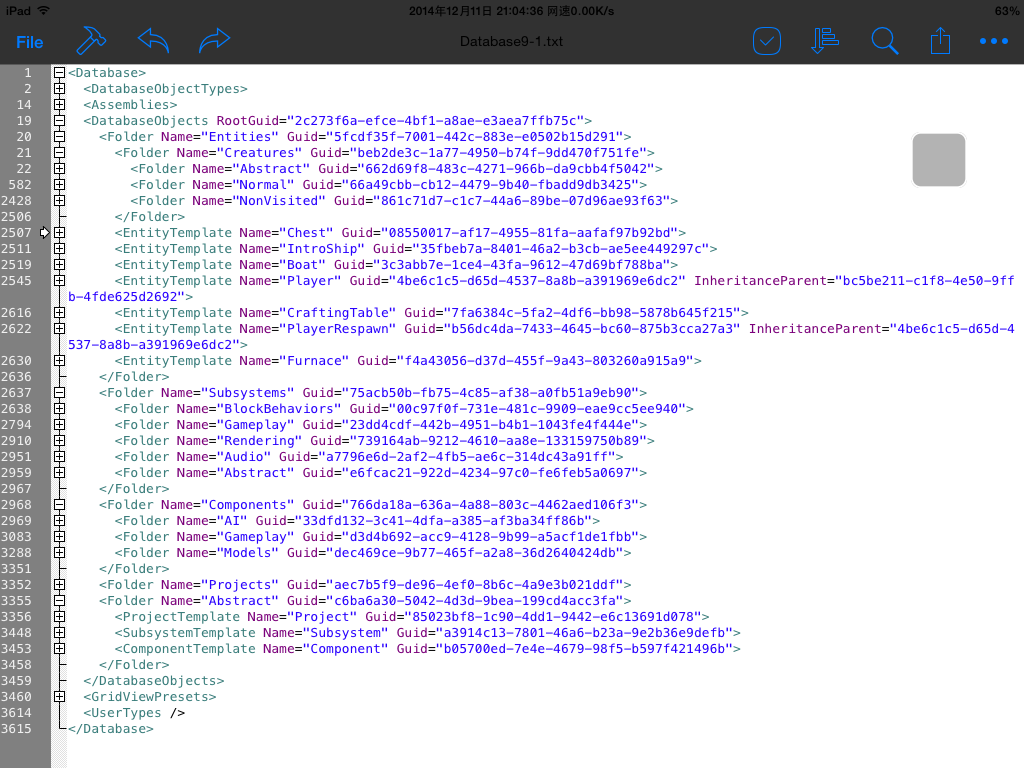 iPad 2014年12月11日 21:04:36 网速0.00K/s 63%
File Database9-1.txt
1 <Database>
2 <DatabaseObjectTypes>
14 <Assemblies>
19 <DatabaseObjects RootGuid="2c273f6a-efce-4bf1-a8ae-e3aea7ffb75c">
20 <Folder Name="Entities" Guid="5fcdf35f-7001-442c-883e-e0502b15d291">
21 <Folder Name="Creatures" Guid="beb2de3c-1a77-4950-b74f-9dd470f751fe">
22 <Folder Name="Abstract" Guid="662d69f8-483c-4271-966b-da9cbb4f5042">
582 <Folder Name="Normal" Guid="66a49cbb-cb12-4479-9b40-fbadd9db3425">
2428 <Folder Name="NonVisited" Guid="861c71d7-c1c7-44a6-89be-07d96ae93f63">
2506 </Folder>
2507 <EntityTemplate Name="Chest" Guid="08550017-af17-4955-81fa-aafaf97b92bd">
2511 <EntityTemplate Name="IntroShip" Guid="35fbeb7a-8401-46a2-b3cb-ae5ee449297c">
2519 <EntityTemplate Name="Boat" Guid="3c3abb7e-1ce4-43fa-9612-47d69bf788ba">
2545 <EntityTemplate Name="Player" Guid="4be6c1c5-d65d-4537-8a8b-a391969e6dc2" InheritanceParent="bc5be211-c1f8-4e50-9ff
b-4fde625d2692">
2616 <EntityTemplate Name="CraftingTable" Guid="7fa6384c-5fa2-4df6-bb98-5878b645f215">
2622 <EntityTemplate Name="PlayerRespawn" Guid="b56dc4da-7433-4645-bc60-875b3cca27a3" InheritanceParent="4be6c1c5-d65d-4
537-8a8b-a391969e6dc2">
2630 <EntityTemplate Name="Furnace" Guid="f4a43056-d37d-455f-9a43-803260a915a9">
2636 </Folder>
2637 <Folder Name="Subsystems" Guid="75acb50b-fb75-4c85-af38-a0fb51a9eb90">
2638 <Folder Name="BlockBehaviors" Guid="00c97f0f-731e-481c-9909-eae9cc5ee940">
2794 <Folder Name="Gameplay" Guid="23dd4cdf-442b-4951-b4b1-1043fe4f444e">
2910 <Folder Name="Rendering" Guid="739164ab-9212-4610-aa8e-133159750b89">
2951 <Folder Name="Audio" Guid="a7796e6d-2af2-4fb5-ae6c-314dc43a91ff">
2959 <Folder Name="Abstract" Guid="e6fcac21-922d-4234-97c0-fe6feb5a0697">
2967 </Folder>
2968 <Folder Name="Components" Guid="766da18a-636a-4a88-803c-4462aed106f3">
2969 <Folder Name="AI" Guid="33dfd132-3c41-4dfa-a385-af3ba34ff86b">
3083 <Folder Name="Gameplay" Guid="d3d4b692-acc9-4128-9b99-a5acf1de1fbb">
3288 <Folder Name="Models" Guid="dec469ce-9b77-465f-a2a8-36d2640424db">
3351 </Folder>
3352 <Folder Name="Projects" Guid="aec7b5f9-de96-4ef0-8b6c-4a9e3b021ddf">
3355 <Folder Name="Abstract" Guid="c6ba6a30-5042-4d3d-9bea-199cd4acc3fa">
3356 <ProjectTemplate Name="Project" Guid="85023bf8-1c90-4dd1-9442-e6c13691d078">
3448 <SubsystemTemplate Name="Subsystem" Guid="a3914c13-7801-46a6-b23a-9e2b36e9defb">
3453 <ComponentTemplate Name="Component" Guid="b05700ed-7e4e-4679-98f5-b597f421496b">
3458 </Folder>
3459 </DatabaseObjects>
3460 <GridViewPresets>
3614 <UserTypes />
3615 </Database>